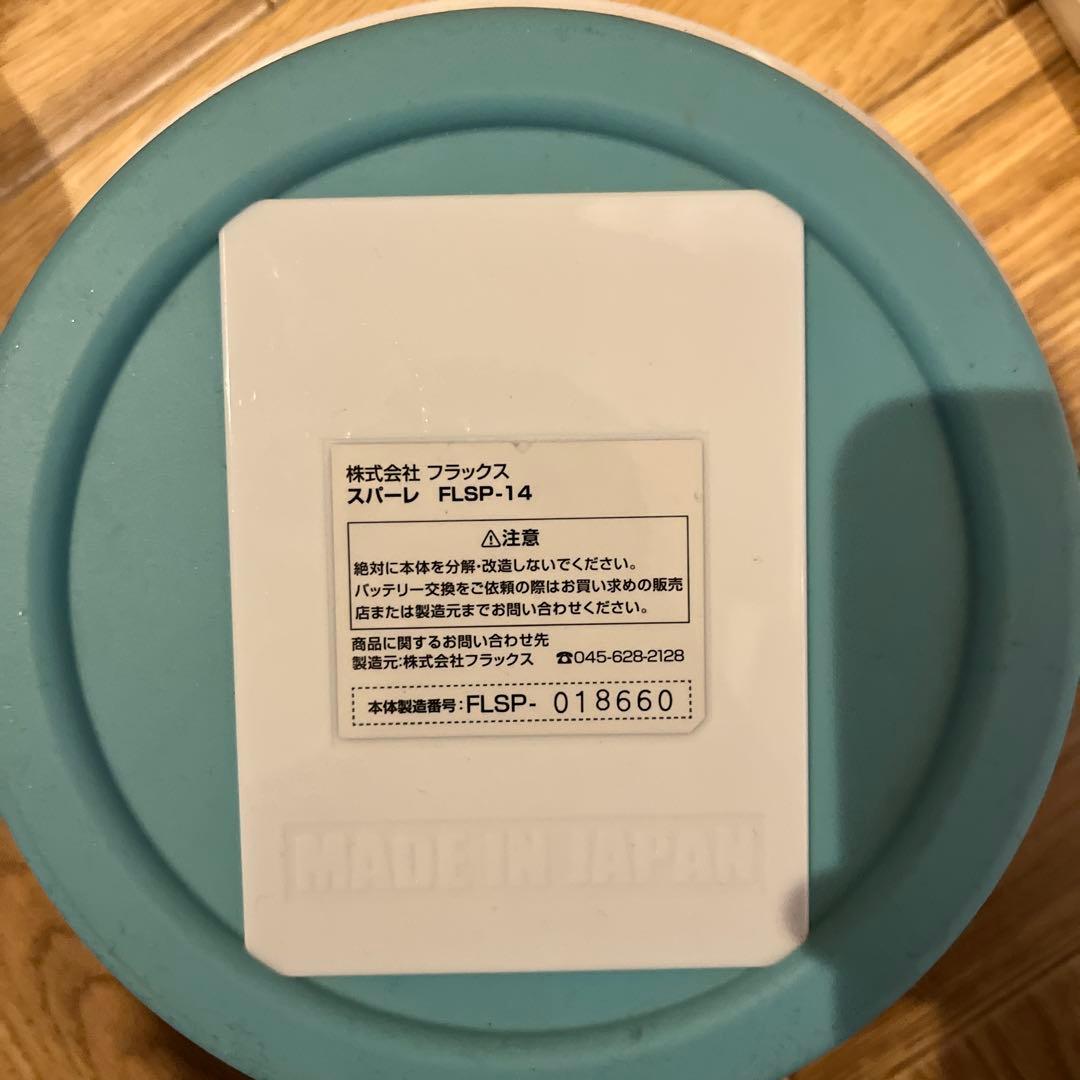 株式会社 フラックス
スパーレ FLSP-14
⚠注意
絶対に本体を分解・改造しないでください。
バッテリー交換をご依頼の際はお買い求めの販売
店または製造元までお問い合わせください。
商品に関するお問い合わせ先
製造元:株式会社フラックス ☎045-628-2128
本体製造番号:FLSP- 018660
MADE IN JAPAN